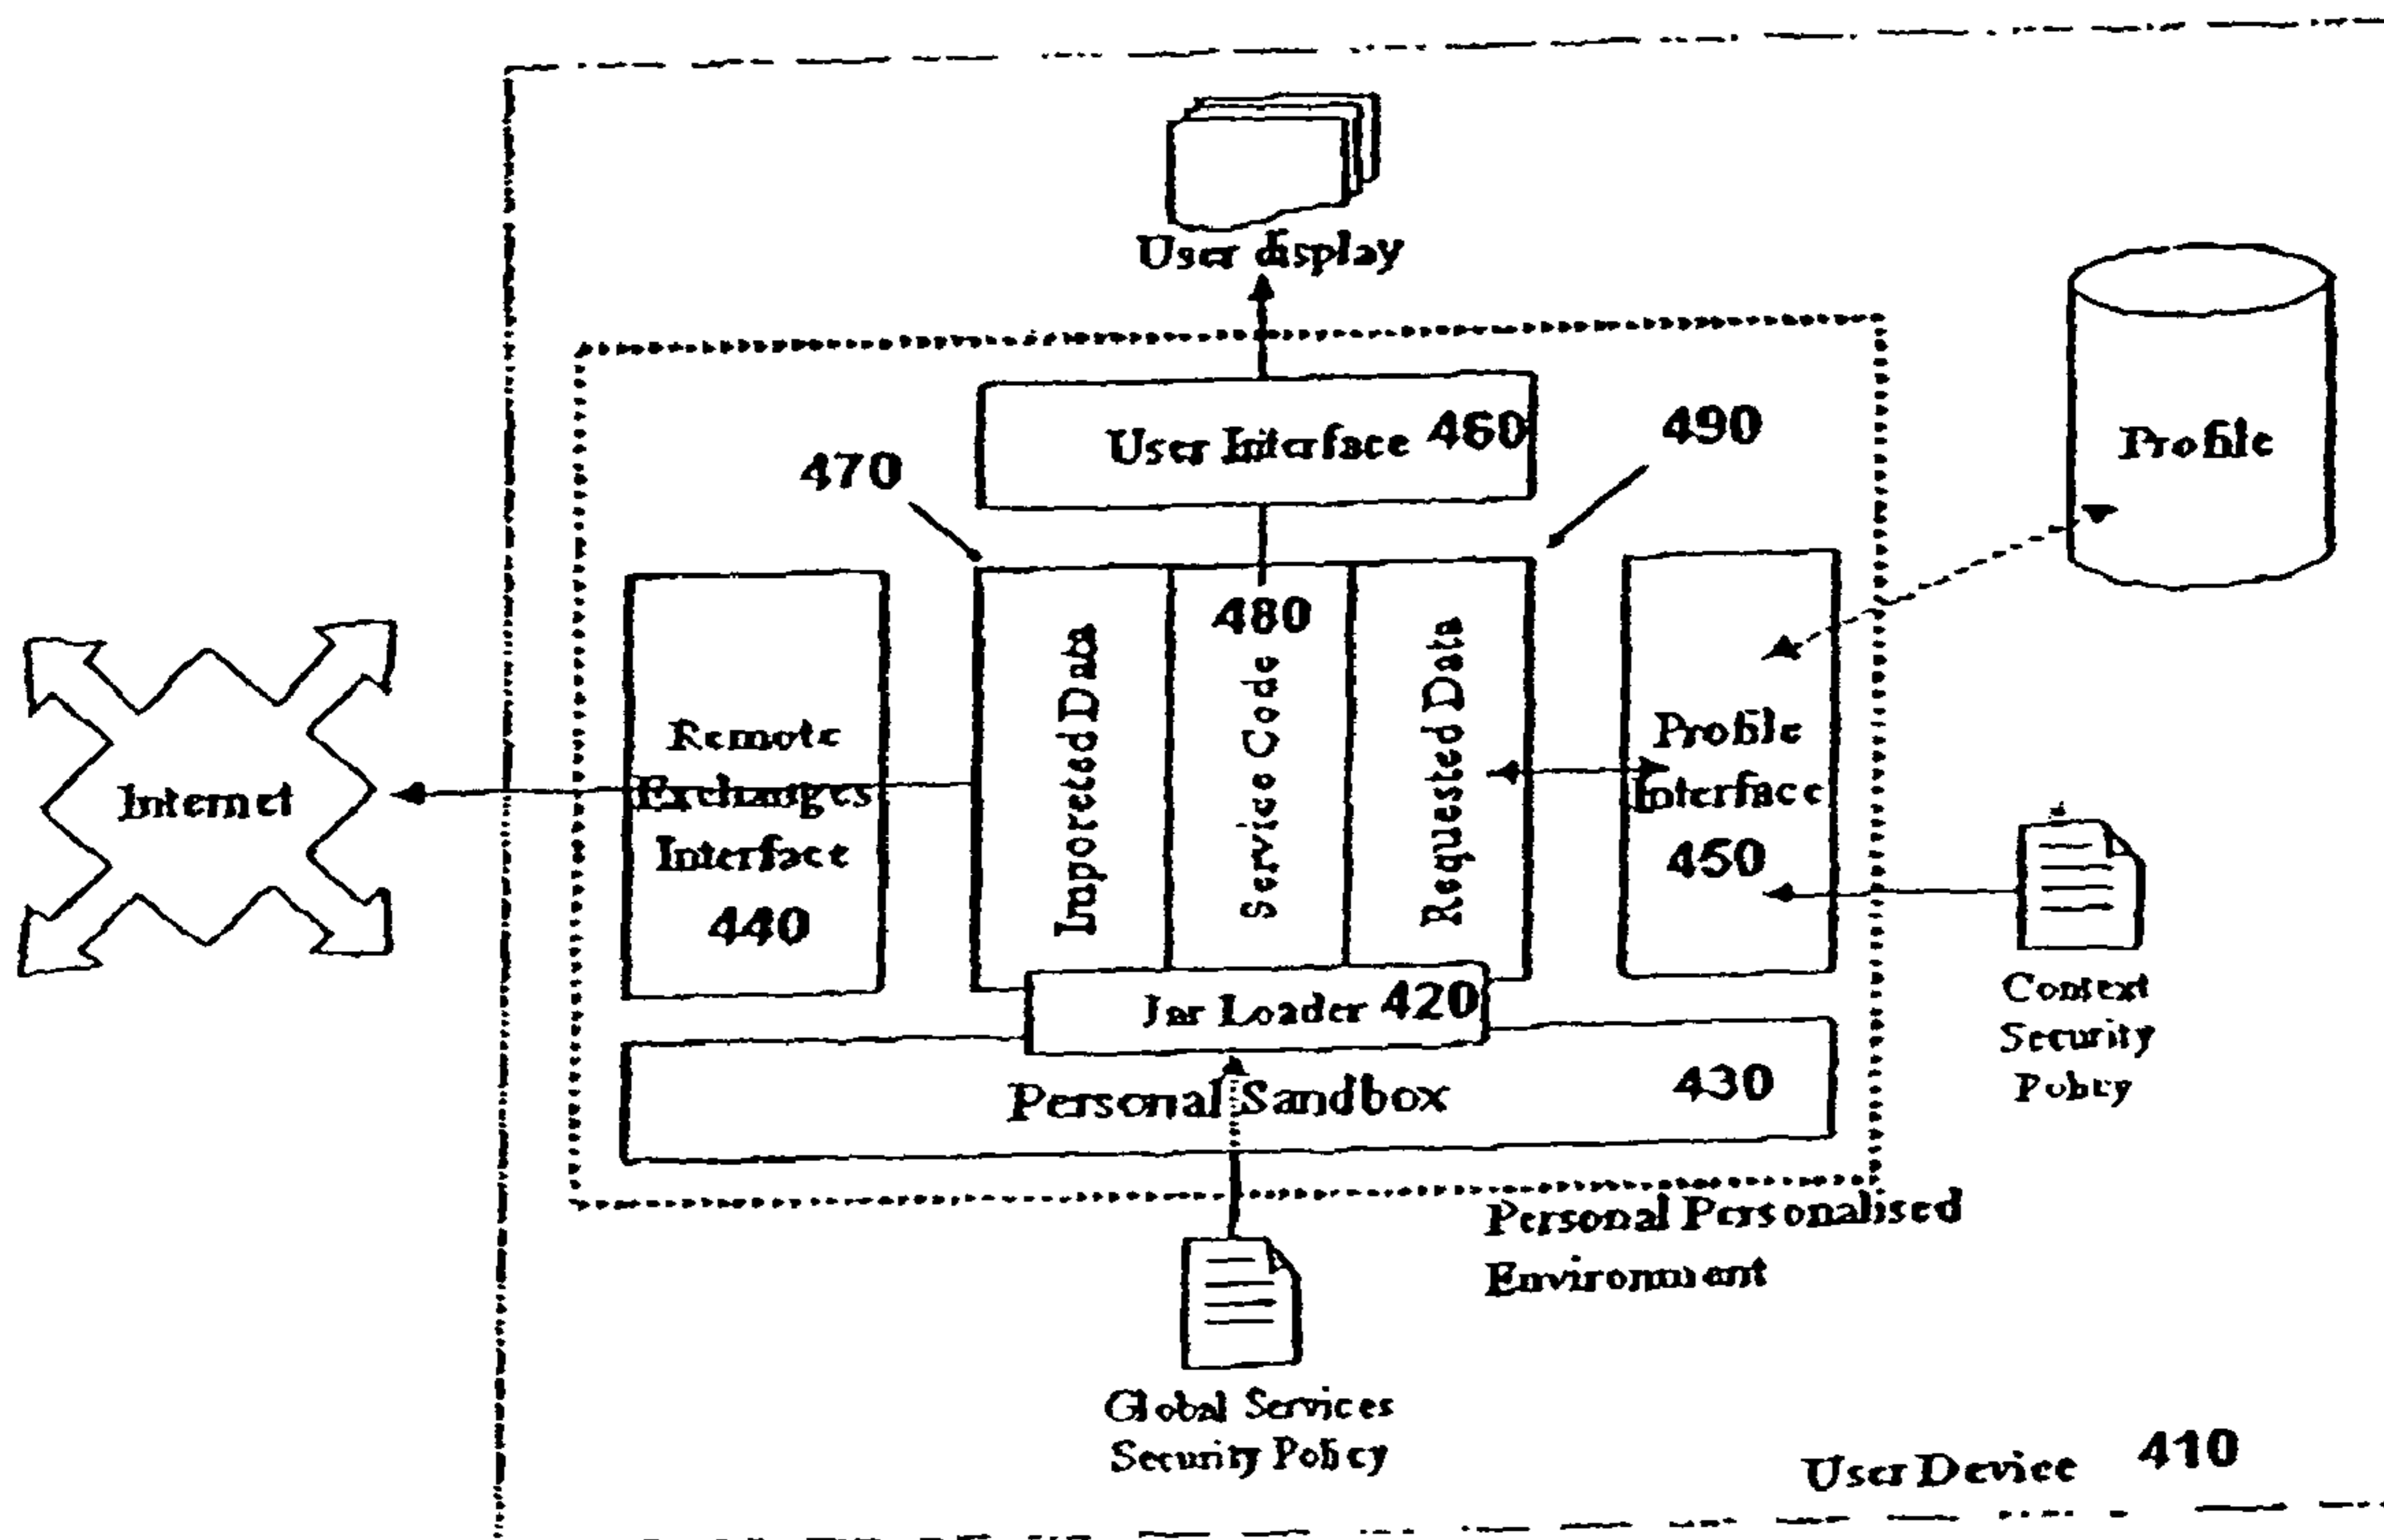 User display
User Interface 460
490
470
Profile
480
Imporeted Data
Service Code
Requested Data
Remote
Exchanges
Interface
440
Profile
Interface
450
Internet
Jar Loader 420
Context
Security
Policy
Personal Sandbox
430
Personal Personalised
Environment
Global Services
Security Policy
User Device 410